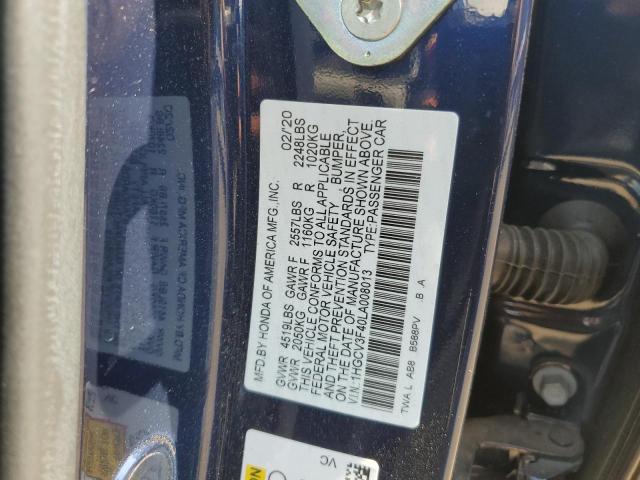 MFD.BY HONDA OF AMERICA MFG.,INC. 02/'20
GVWR 4519LBS GAWR F 2557LBS R 2248LBS
GVWR 2050KG GAWR F 1160KG R 1020KG
THIS VEHICLE CONFORMS TO ALL APPLICABLE
FEDERAL MOTOR VEHICLE SAFETY , BUMPER,
AND THEFT PREVENTION STANDARDS IN EFFECT
ON THE DATE OF MANUFACTURE SHOWN ABOVE.
V.I.N.:1HGCV3F40LA008013 TYPE:PASSENGER CAR
TWA L AB8 B588PV B A
VC